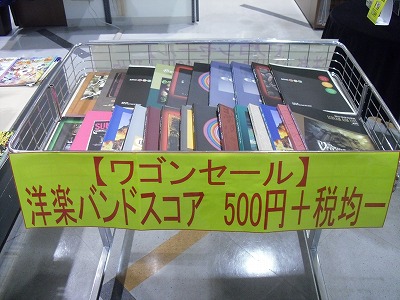 【ワゴンセール】
洋楽バンドスコア 500円+税均一